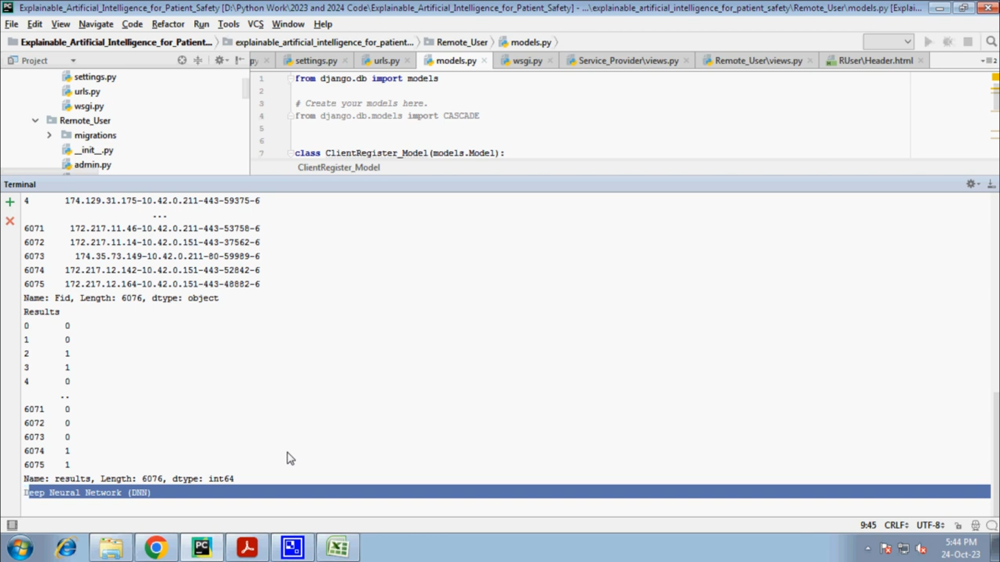 Explainable_Artificial_Intelligence_for_Patient_Safety [D:\Python Work\2023 and 2024 Code\Explainable_Artificial_Intelligence_for_Patient_Safety] - ...\explainable_artificial_intelligence_for_patient_safety\Remote_User\models.py [Explai...
File Edit View Navigate Code Refactor Run Tools VCS Window Help
Explainable_Artificial_Intelligence_for_Patient... explainable_artificial_intelligence_for_patient... Remote_User models.py
Project py settings.py urls.py models.py wsgi.py Service_Provider\views.py Remote_User\views.py RUser\Header.html 2
settings.py
urls.py
wsgi.py
Remote_User
migrations
__init__.py
admin.py
1 from django.db import models
2
3 # Create your models here.
4 from django.db.models import CASCADE
5
6
7 class ClientRegister_Model(models.Model):
ClientRegister_Model
Terminal
4 174.129.31.175-10.42.0.211-443-59375-6
...
6071 172.217.11.46-10.42.0.211-443-53758-6
6072 172.217.11.14-10.42.0.151-443-37562-6
6073 174.35.73.149-10.42.0.211-80-59989-6
6074 172.217.12.142-10.42.0.151-443-52842-6
6075 172.217.12.164-10.42.0.151-443-48882-6
Name: Fid, Length: 6076, dtype: object
Results
0 0
1 0
2 1
3 1
4 0
..
6071 0
6072 0
6073 0
6074 1
6075 1
Name: results, Length: 6076, dtype: int64
Deep Neural Network (DNN)
9:45 CRLF UTF-8
PC
5:44 PM
24-Oct-23